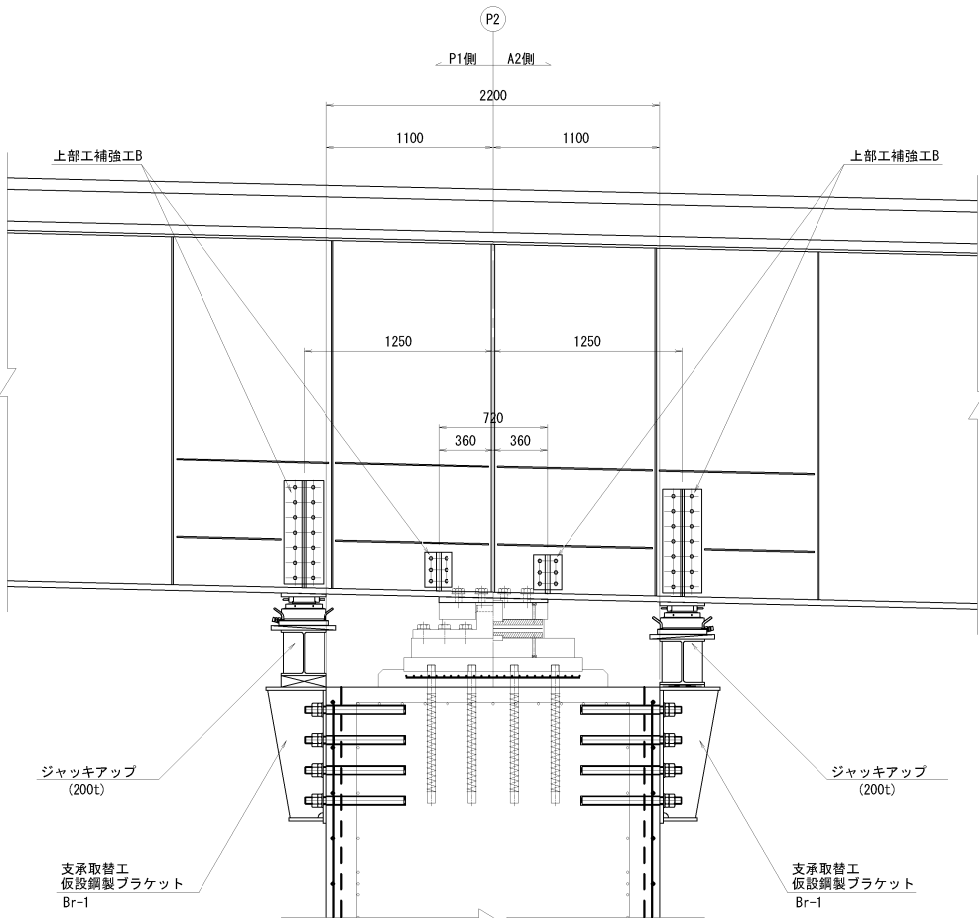 P2
P1側 A2側
2200
1100 1100
上部工補強工B 上部工補強工B
1250 1250
720
360 360
ジャッキアップ ジャッキアップ
(200t) (200t)
支承取替工 支承取替工
仮設鋼製ブラケット 仮設鋼製ブラケット
Br-1 Br-1